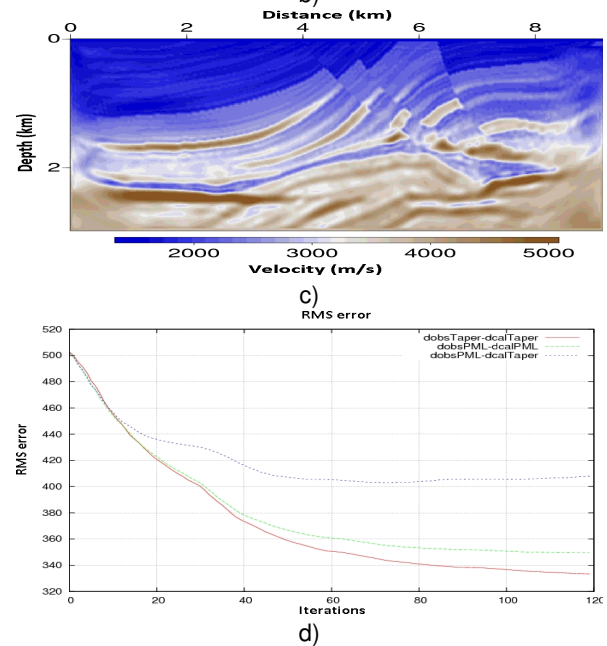 b)
Distance (km)
0 2 4 6 8
0
Depth (km)
2
2000 3000 4000 5000
Velocity (m/s)
c)
RMS error
520
500
480
460
440
420
400
380
360
340
320
RMS error
dobsTaper-dcalTaper
dobsPML-dcalPML
dobsPML-dcalTaper
0 20 40 60 80 100 120
Iterations
d)